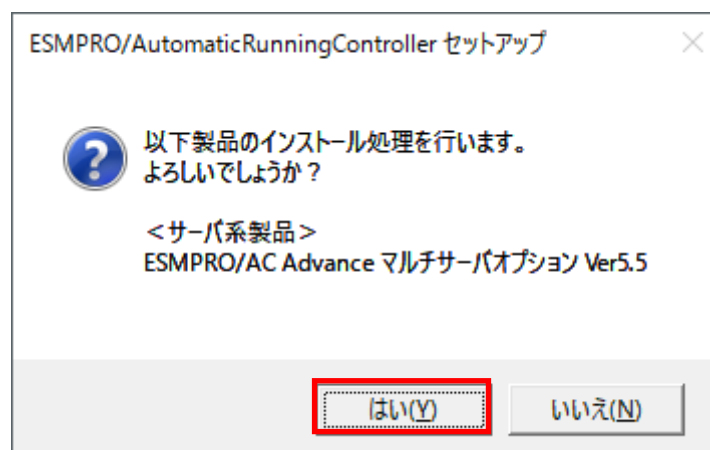 ESMPRO/AutomaticRunningController セットアップ
以下製品のインストール処理を行います。
よろしいでしょうか？
＜サーバ系製品＞
ESMPRO/AC Advance マルチサーバオプション Ver5.5
はい(Y)
いいえ(N)